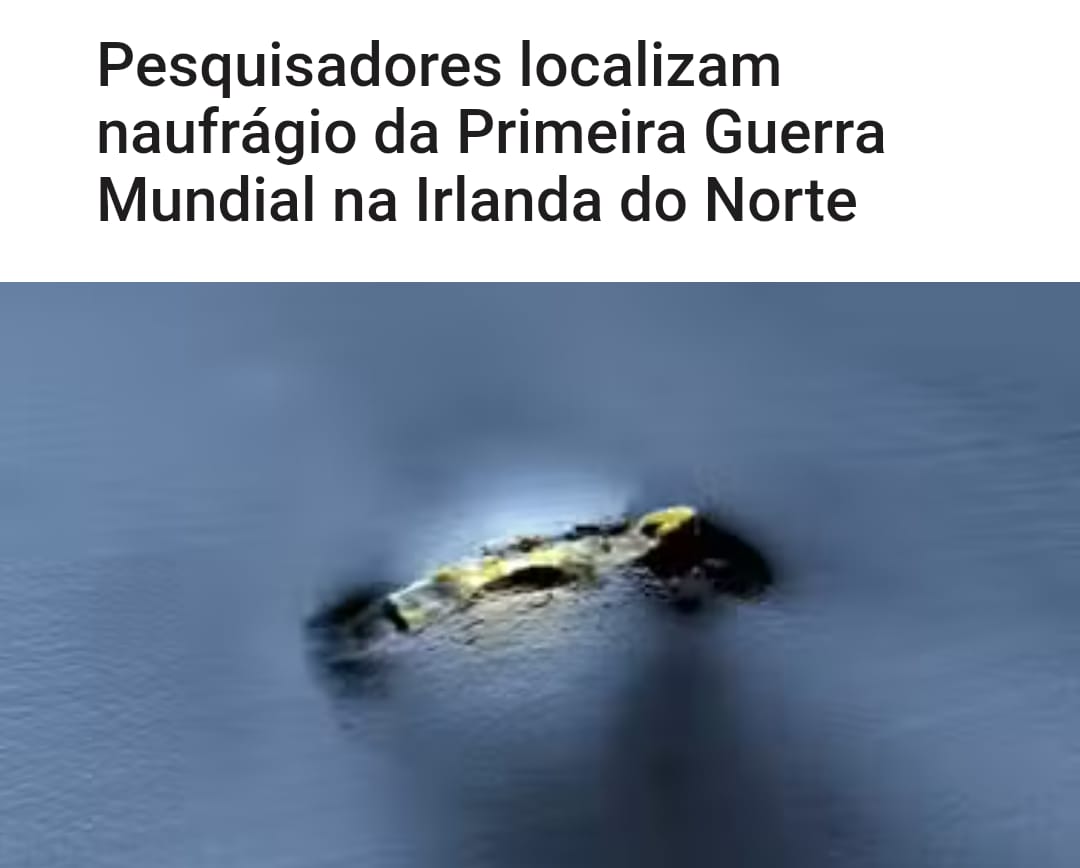 Pesquisadores localizam
naufrágio da Primeira Guerra
Mundial na Irlanda do Norte